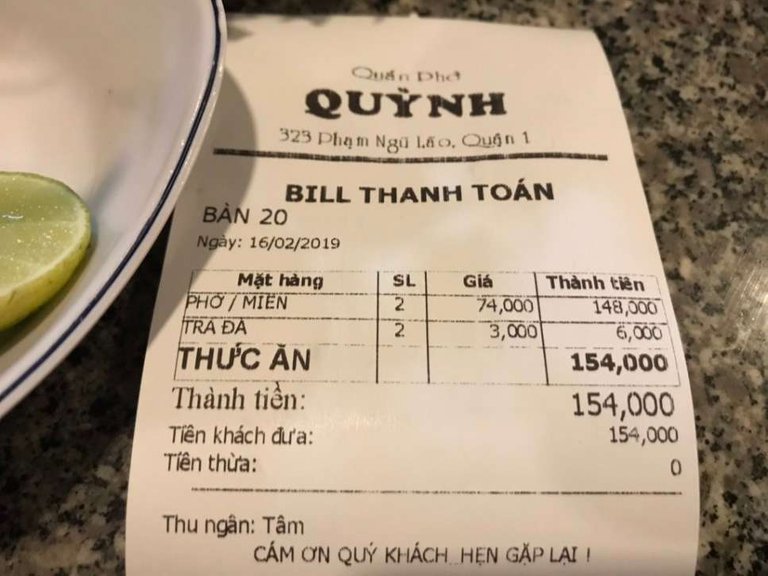 Quán Phở
QUỲNH
323 Phạm Ngũ Lão, Quận 1
BILL THANH TOÁN
BÀN 20
Ngày: 16/02/2019
Mặt hàng SL Giá Thành tiền
PHỞ / MIẾN 2 74,000 148,000
TRÀ ĐÁ 2 3,000 6,000
THỨC ĂN 154,000
Thành tiền: 154,000
Tiền khách đưa: 154,000
Tiền thừa: 0
Thu ngân: Tâm
CÁM ƠN QUÝ KHÁCH HẸN GẶP LẠI !